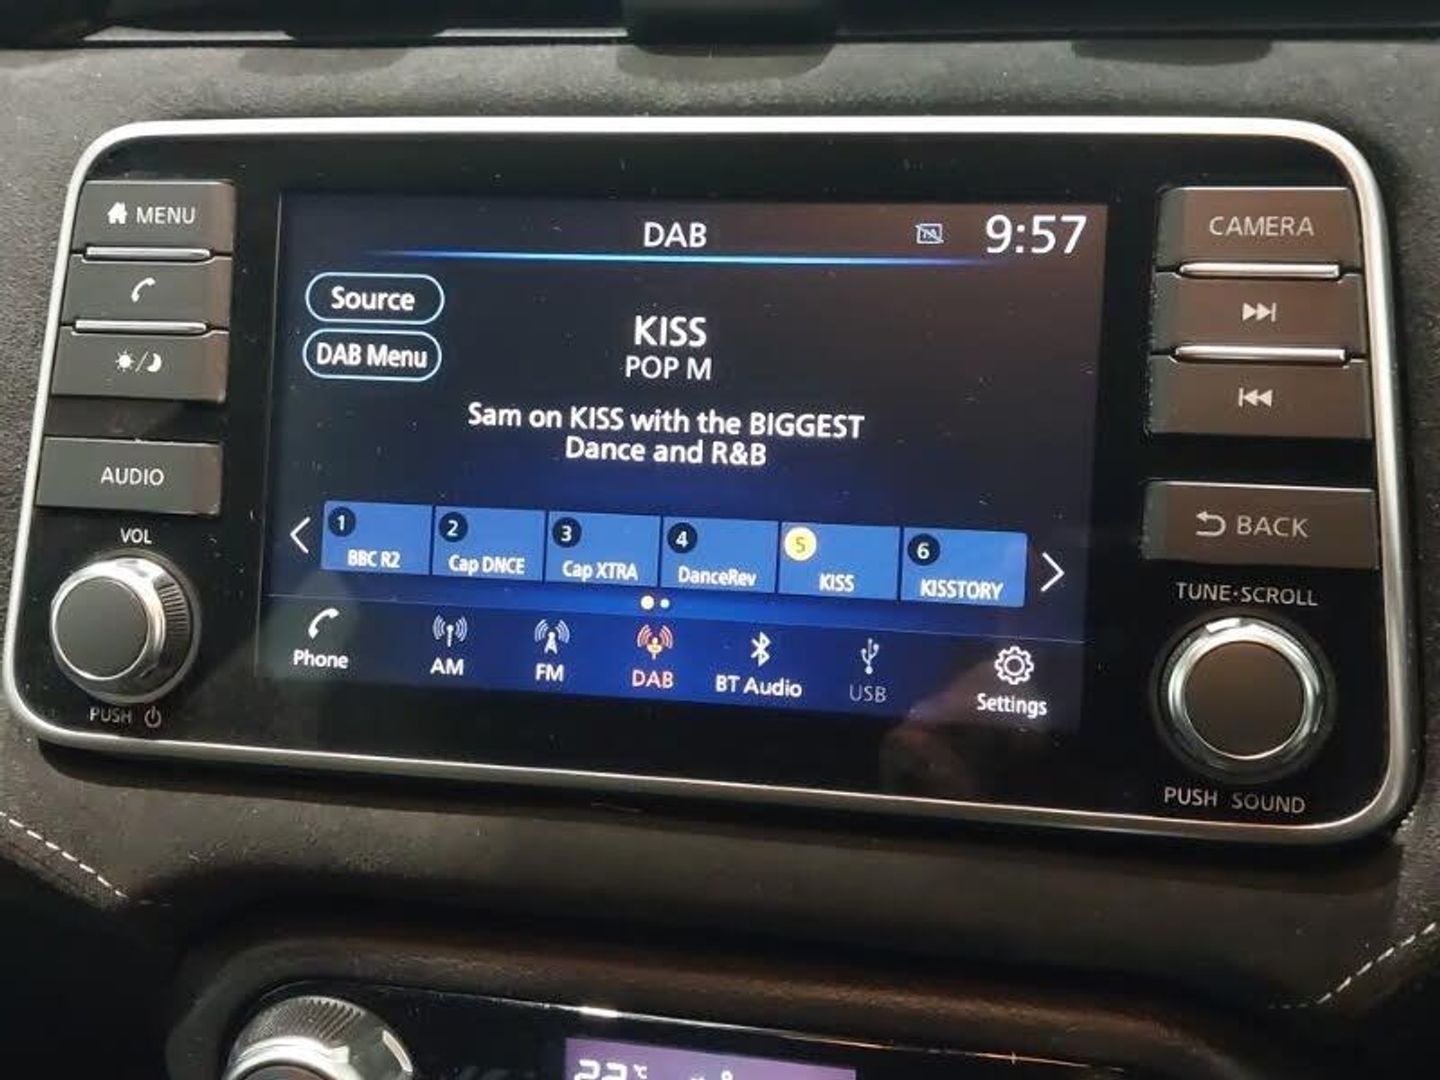 MENU
DAB
TA
9:57
CAMERA
Source
DAB Menu
KISS
POP M
Sam on KISS with the BIGGEST
Dance and R&B
AUDIO
BACK
VOL
1 BBC R2
2 Cap DNCE
3 Cap XTRA
4 DanceRev
5 KISS
6 KISSTORY
TUNE·SCROLL
Phone
AM
FM
DAB
BT Audio
USB
Settings
PUSH
PUSH SOUND
22°C